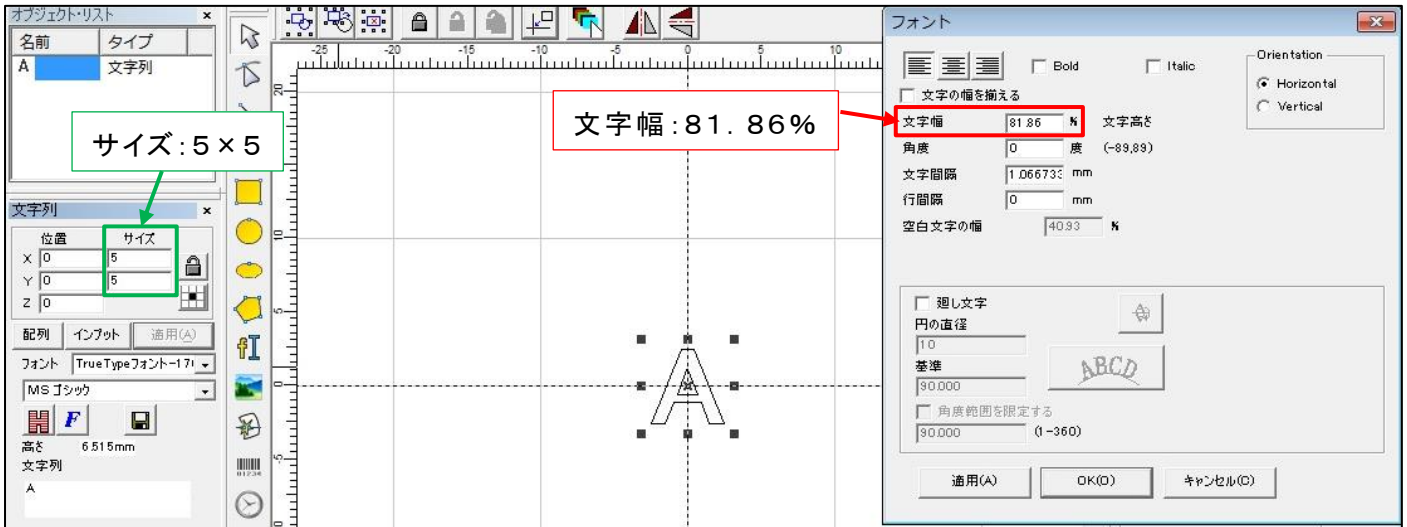 オブジェクト・リスト
名前 タイプ
A 文字列
サイズ:5×5
文字列
位置 サイズ
X 0 5
Y 0 5
Z 0
配列 インプット 適用(A)
フォント TrueTypeフォント-17
MS ゴシック
F
高さ 6.515mm
文字列
A
-25 -20 -15 -10 -5 0 5 10
20
10
5
0
-5
文字幅:81.86%
A
フォント
Bold Italic
文字の幅を揃える
文字幅 81.86 % 文字高さ
角度 0 度 (-89,89)
文字間隔 1.066733 mm
行間隔 0 mm
空白文字の幅 40.93 %
Orientation
Horizontal
Vertical
廻し文字
円の直径
10
基準
90.000
ABCD
角度範囲を限定する
90.000 (1-360)
適用(A) OK(O) キャンセル(C)